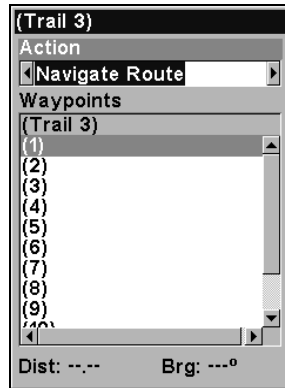 (Trail 3)
Action
Navigate Route
Waypoints
(Trail 3)
(1)
(2)
(3)
(4)
(5)
(6)
(7)
(8)
(9)
Dist: --.-- Brg: ---º